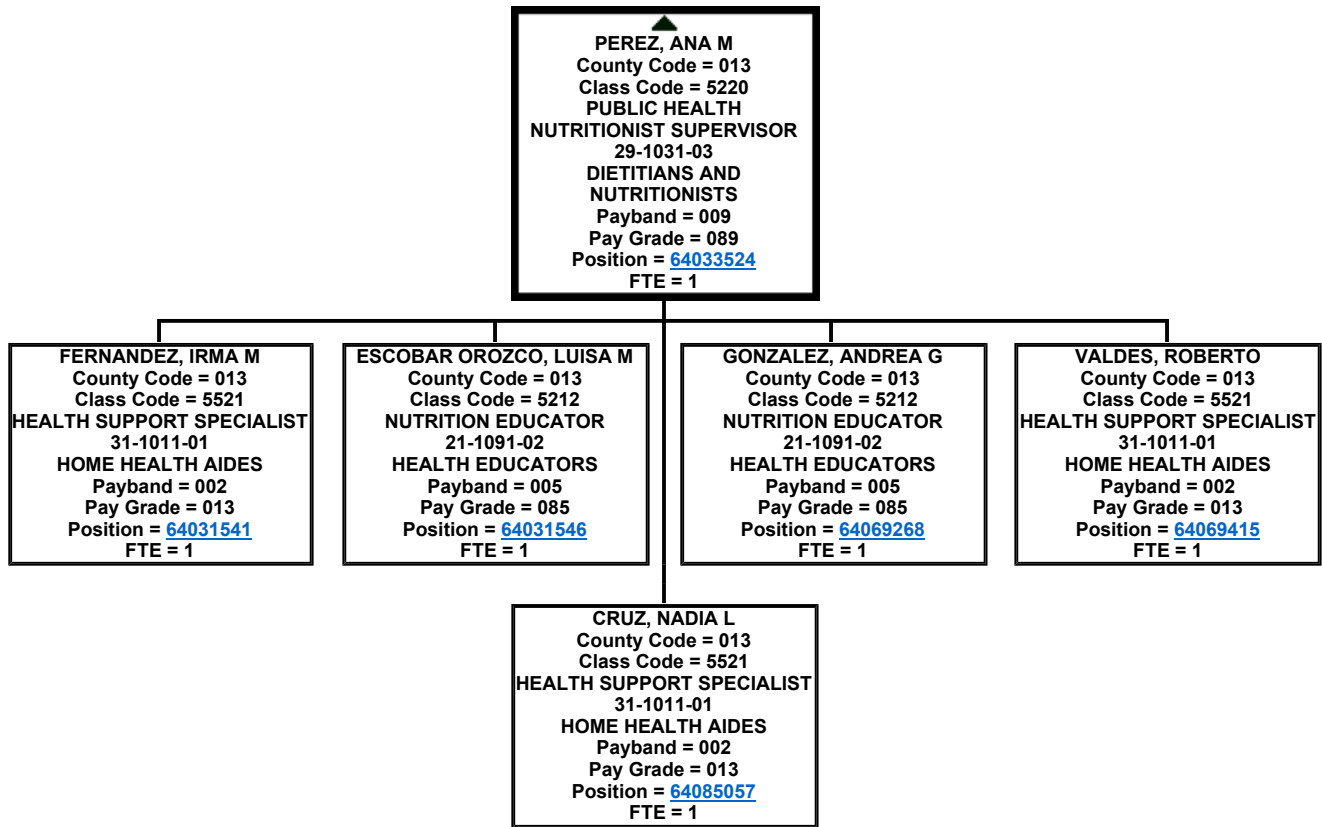 PEREZ, ANA M
County Code = 013
Class Code = 5220
PUBLIC HEALTH
NUTRITIONIST SUPERVISOR
29-1031-03
DIETITIANS AND
NUTRITIONISTS
Payband = 009
Pay Grade = 089
Position = 64033524
FTE = 1
FERNANDEZ, IRMA M
County Code = 013
Class Code = 5521
HEALTH SUPPORT SPECIALIST
31-1011-01
HOME HEALTH AIDES
Payband = 002
Pay Grade = 013
Position = 64031541
FTE = 1
ESCOBAR OROZCO, LUISA M
County Code = 013
Class Code = 5212
NUTRITION EDUCATOR
21-1091-02
HEALTH EDUCATORS
Payband = 005
Pay Grade = 085
Position = 64031546
FTE = 1
GONZALEZ, ANDREA G
County Code = 013
Class Code = 5212
NUTRITION EDUCATOR
21-1091-02
HEALTH EDUCATORS
Payband = 005
Pay Grade = 085
Position = 64069268
FTE = 1
VALDES, ROBERTO
County Code = 013
Class Code = 5521
HEALTH SUPPORT SPECIALIST
31-1011-01
HOME HEALTH AIDES
Payband = 002
Pay Grade = 013
Position = 64069415
FTE = 1
CRUZ, NADIA L
County Code = 013
Class Code = 5521
HEALTH SUPPORT SPECIALIST
31-1011-01
HOME HEALTH AIDES
Payband = 002
Pay Grade = 013
Position = 64085057
FTE = 1